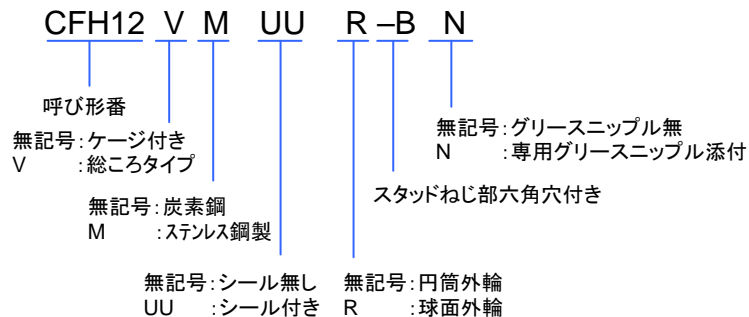 CFH12 V M UU R –B N
呼び形番
無記号:ケージ付き
V :総ころタイプ
無記号:炭素鋼
M :ステンレス鋼製
無記号:シール無し
UU :シール付き
無記号:円筒外輪
R :球面外輪
スタッドねじ部六角穴付き
無記号:グリースニップル無
N :専用グリースニップル添付